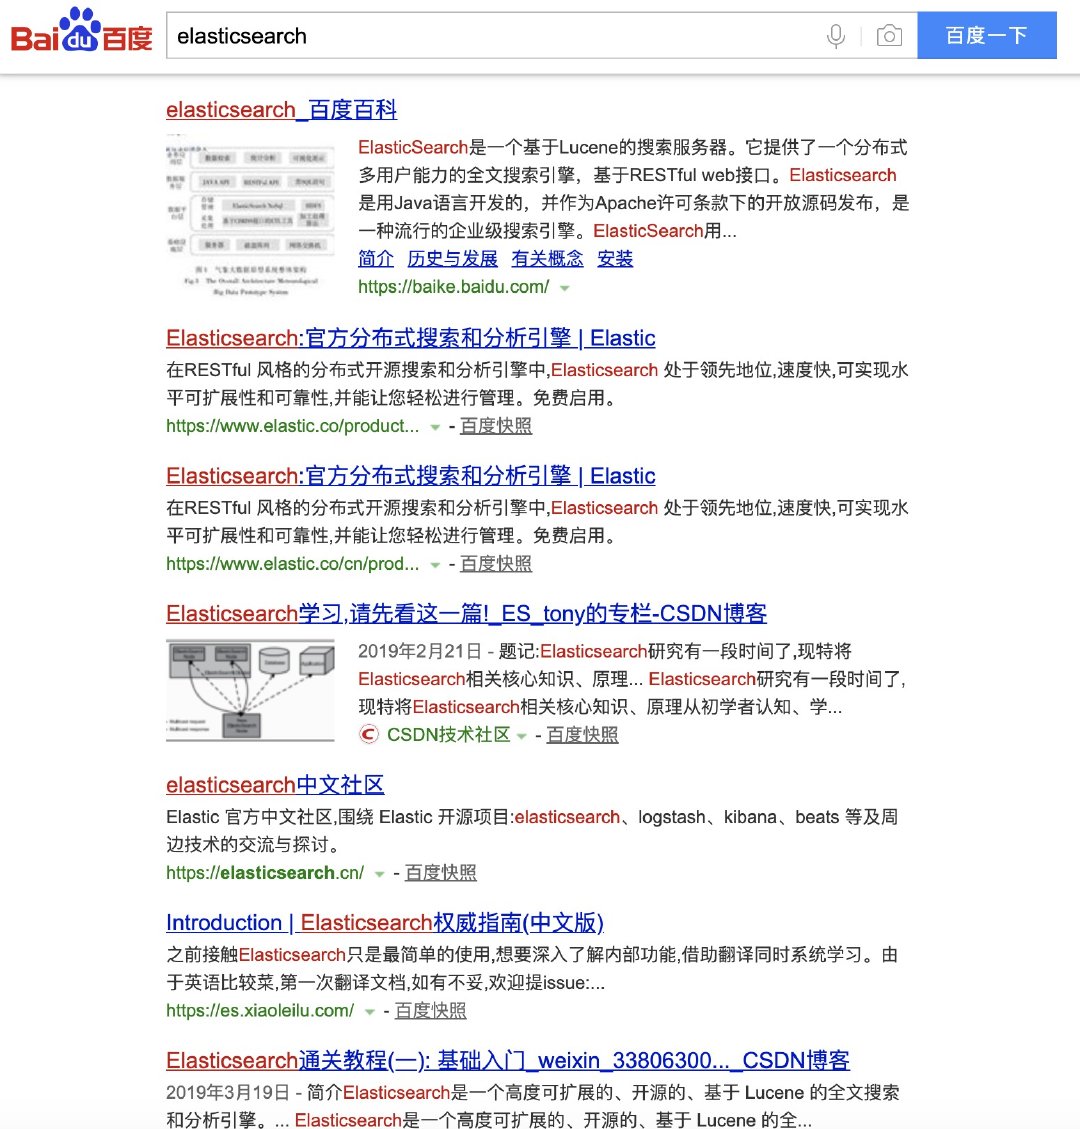 Bai du 百度
elasticsearch
百度一下
elasticsearch_百度百科
ElasticSearch是一个基于Lucene的搜索服务器。它提供了一个分布式
多用户能力的全文搜索引擎，基于RESTful web接口。Elasticsearch
是用Java语言开发的，并作为Apache许可条款下的开放源码发布，是
一种流行的企业级搜索引擎。ElasticSearch用...
简介 历史与发展 有关概念 安装
https://baike.baidu.com/
Elasticsearch:官方分布式搜索和分析引擎 | Elastic
在RESTful 风格的分布式开源搜索和分析引擎中,Elasticsearch 处于领先地位,速度快,可实现水
平可扩展性和可靠性,并能让您轻松进行管理。免费启用。
https://www.elastic.co/product... - 百度快照
Elasticsearch:官方分布式搜索和分析引擎 | Elastic
在RESTful 风格的分布式开源搜索和分析引擎中,Elasticsearch 处于领先地位,速度快,可实现水
平可扩展性和可靠性,并能让您轻松进行管理。免费启用。
https://www.elastic.co/cn/prod... - 百度快照
Elasticsearch学习,请先看这一篇!_ES_tony的专栏-CSDN博客
2019年2月21日 - 题记:Elasticsearch研究有一段时间了,现特将
Elasticsearch相关核心知识、原理... Elasticsearch研究有一段时间了,
现特将Elasticsearch相关核心知识、原理从初学者认知、学...
CSDN技术社区 - 百度快照
elasticsearch中文社区
Elastic 官方中文社区,围绕 Elastic 开源项目:elasticsearch、logstash、kibana、beats 等及周
边技术的交流与探讨。
https://elasticsearch.cn/ - 百度快照
Introduction | Elasticsearch权威指南(中文版)
之前接触Elasticsearch只是最简单的使用,想要深入了解内部功能,借助翻译同时系统学习。由
于英语比较菜,第一次翻译文档,如有不妥,欢迎提issue:...
https://es.xiaoleilu.com/ - 百度快照
Elasticsearch通关教程(一): 基础入门_weixin_33806300..._CSDN博客
2019年3月19日 - 简介Elasticsearch是一个高度可扩展的、开源的、基于 Lucene 的全文搜索
和分析引擎。... Elasticsearch是一个高度可扩展的、开源的、基于 Lucene 的全...